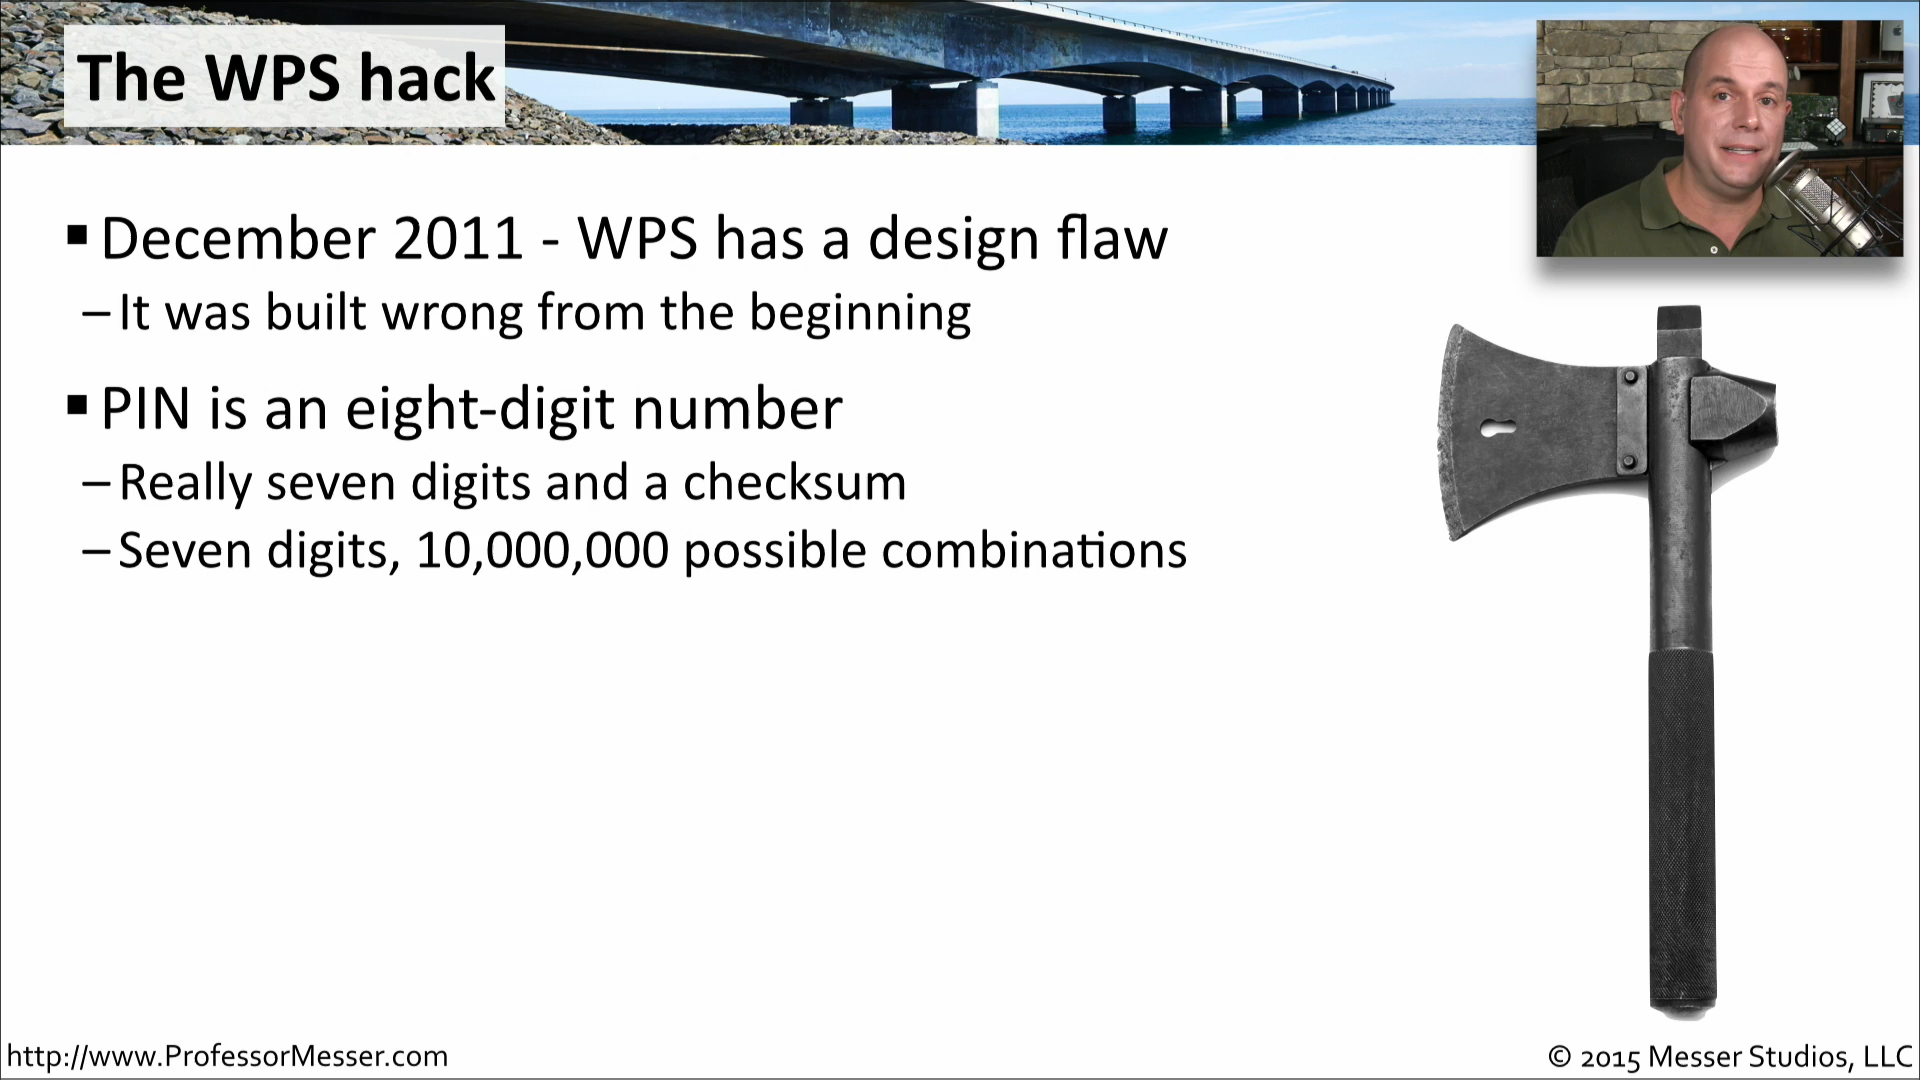 The WPS hack
▪ December 2011 - WPS has a design flaw
– It was built wrong from the beginning
▪ PIN is an eight-digit number
– Really seven digits and a checksum
– Seven digits, 10,000,000 possible combinations
http://www.ProfessorMesser.com
© 2015 Messer Studios, LLC